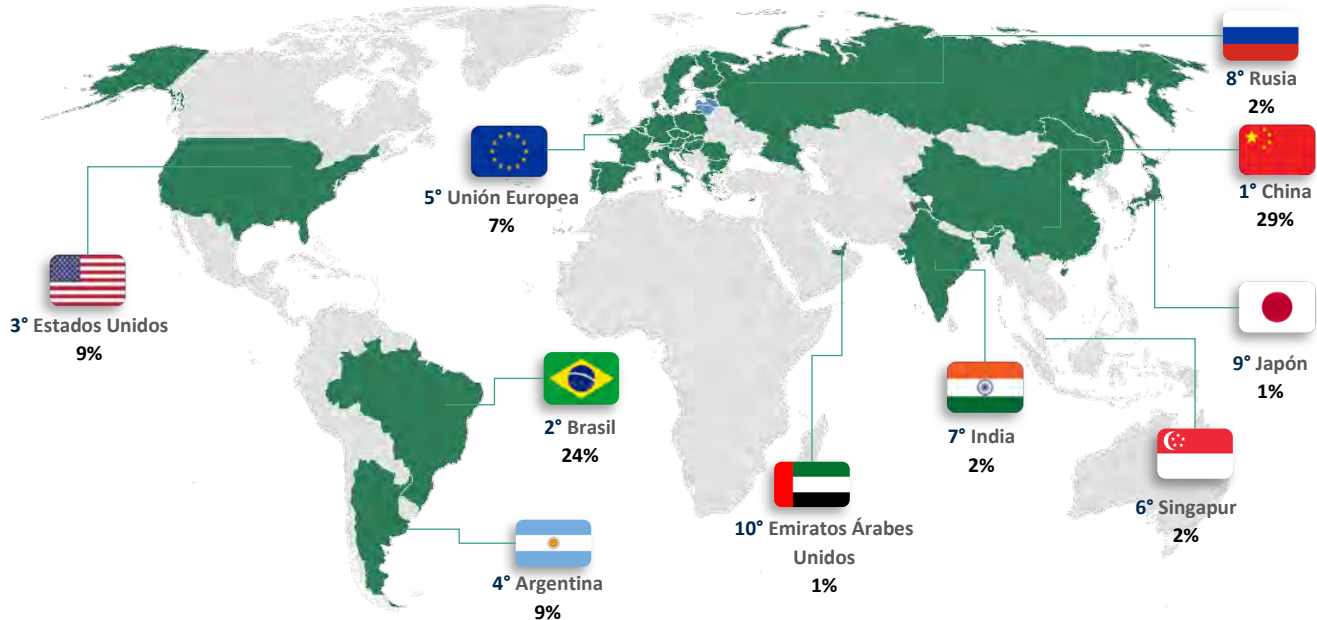 8° Rusia
2%
1° China
29%
5° Unión Europea
7%
3° Estados Unidos
9%
9° Japón
1%
2° Brasil
24%
7° India
2%
6° Singapur
2%
10° Emiratos Árabes
Unidos
1%
4° Argentina
9%